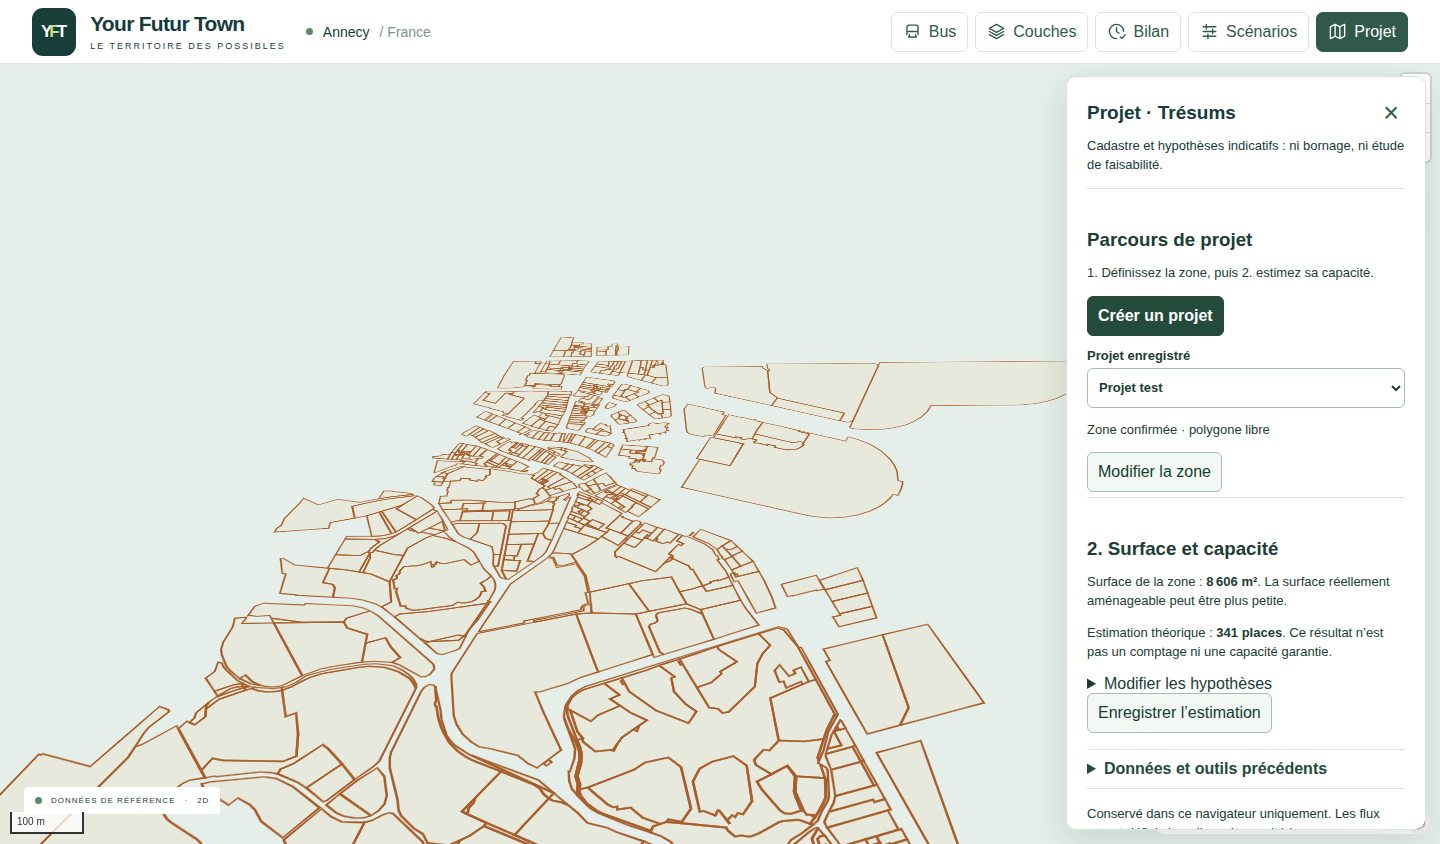 YFT
Your Futur Town
LE TERRITOIRE DES POSSIBLES
Annecy / France
Bus
Couches
Bilan
Scénarios
Projet
Projet · Trésums
Cadastre et hypothèses indicatifs : ni bornage, ni étude
de faisabilité.
Parcours de projet
1. Définissez la zone, puis 2. estimez sa capacité.
Créer un projet
Projet enregistré
Projet test
Zone confirmée · polygone libre
Modifier la zone
2. Surface et capacité
Surface de la zone : 8 606 m². La surface réellement
aménageable peut être plus petite.
Estimation théorique : 341 places. Ce résultat n’est
pas un comptage ni une capacité garantie.
Modifier les hypothèses
Enregistrer l’estimation
Données et outils précédents
Conservé dans ce navigateur uniquement. Les flux
DONNÉES DE RÉFÉRENCE · 2D
100 m